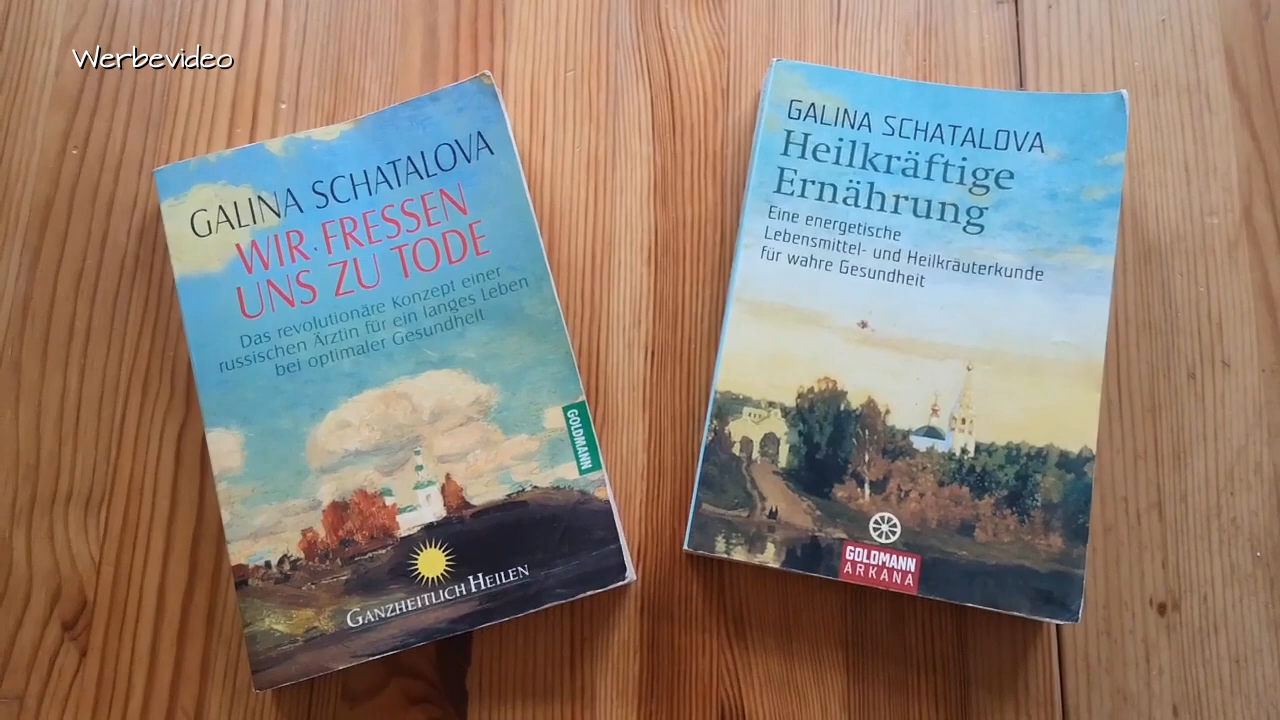 Werbevideo
GALINA SCHATALOVA
WIR FRESSEN
UNS ZU TODE
Das revolutionäre Konzept einer
russischen Ärztin für ein langes Leben
bei optimaler Gesundheit
GOLDMANN
GANZHEITLICH HEILEN
GALINA SCHATALOVA
Heilkräftige
Ernährung
Eine energetische
Lebensmittel- und Heilkräuterkunde
für wahre Gesundheit
GOLDMANN
ARKANA